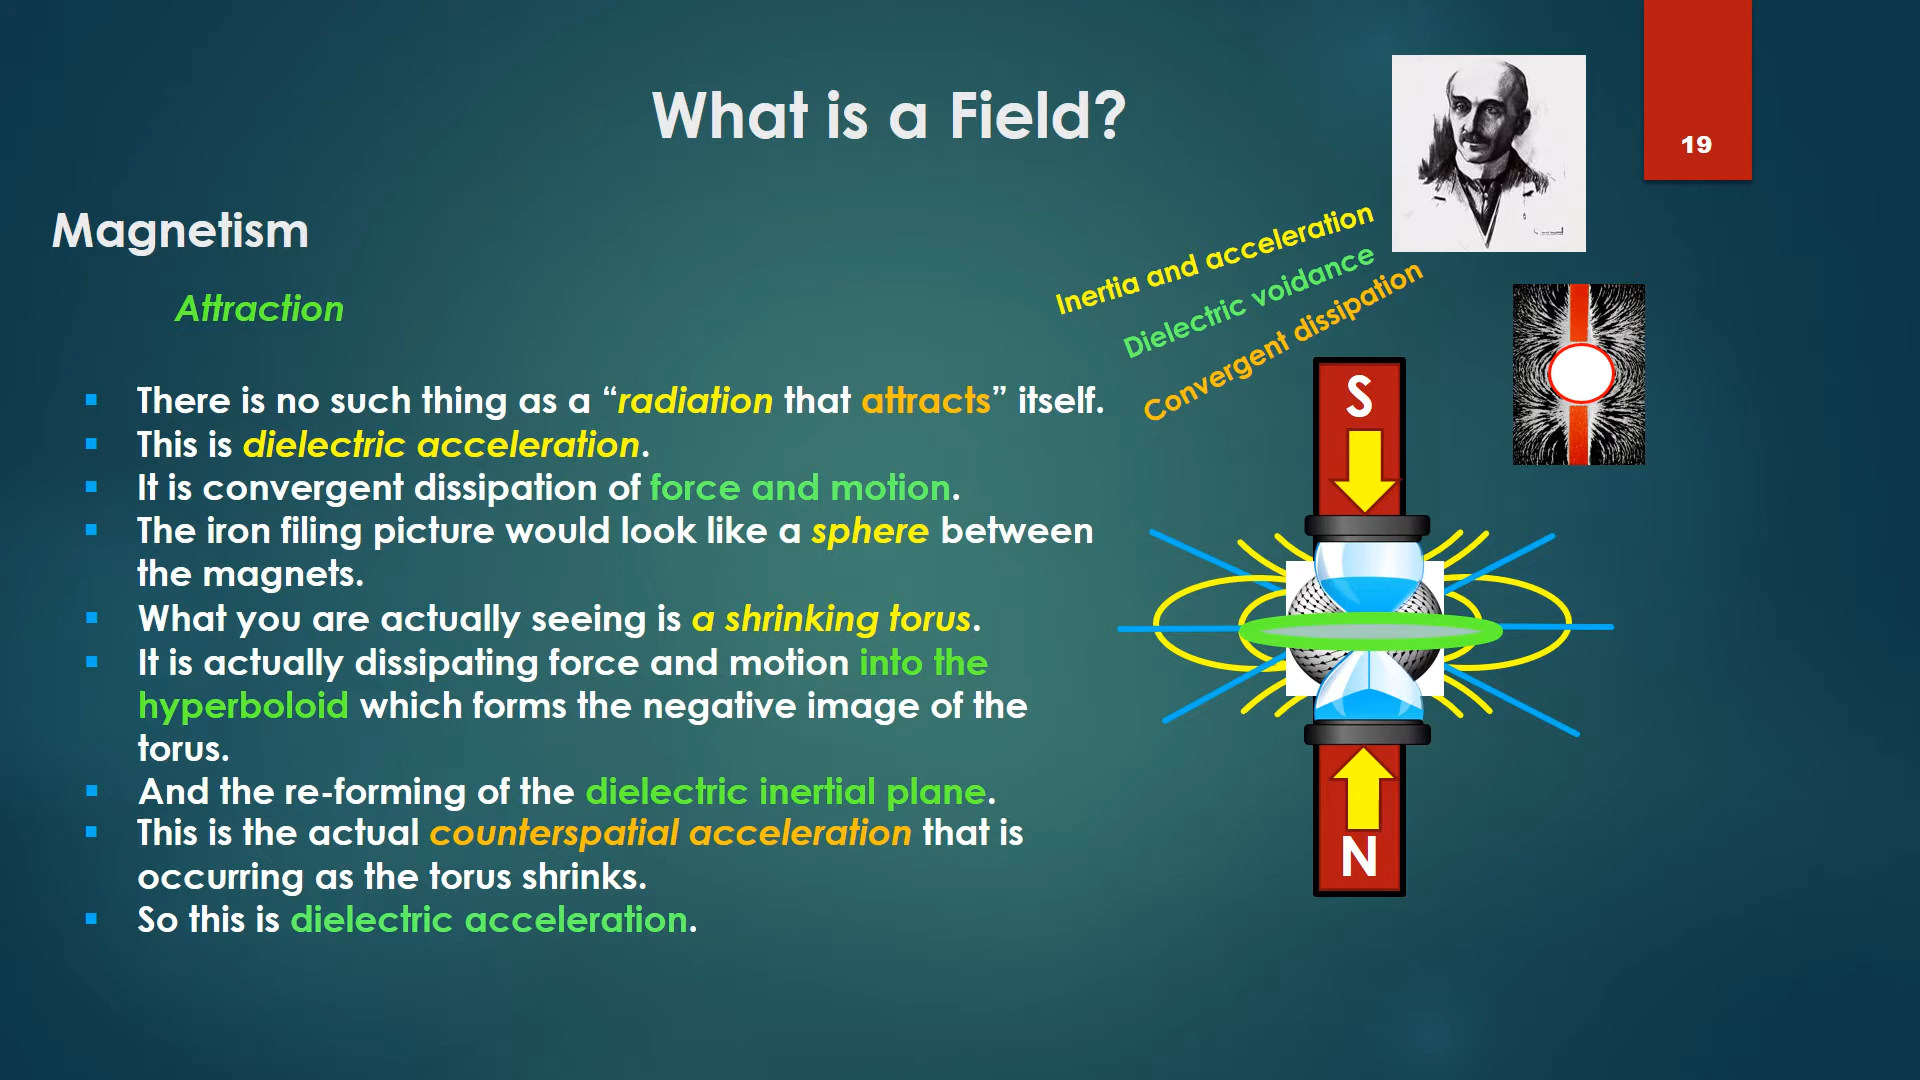 What is a Field?
19
Magnetism
Attraction
Inertia and acceleration
Dielectric voidance
Convergent dissipation
There is no such thing as a “radiation that attracts” itself.
This is dielectric acceleration.
It is convergent dissipation of force and motion.
The iron filing picture would look like a sphere between
the magnets.
What you are actually seeing is a shrinking torus.
It is actually dissipating force and motion into the
hyperboloid which forms the negative image of the
torus.
And the re-forming of the dielectric inertial plane.
This is the actual counterspatial acceleration that is
occurring as the torus shrinks.
So this is dielectric acceleration.
S
N